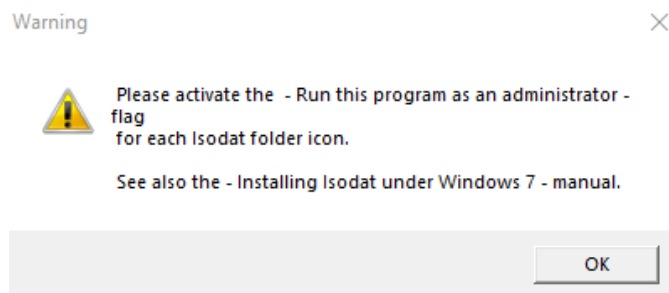 Warning
Please activate the - Run this program as an administrator -
flag
for each Isodat folder icon.
See also the - Installing Isodat under Windows 7 - manual.
OK